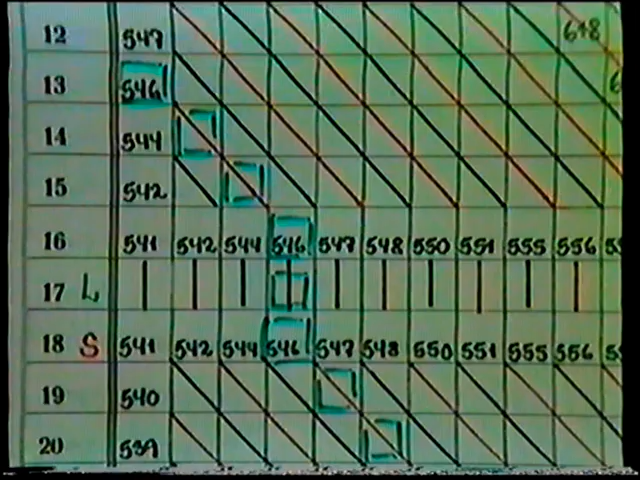 12 547 648
13 546
14 544
15 542
16 541 542 544 546 547 548 550 551 555 556
17 L
18 S 541 542 544 546 547 548 550 551 555 556
19 540
20 539